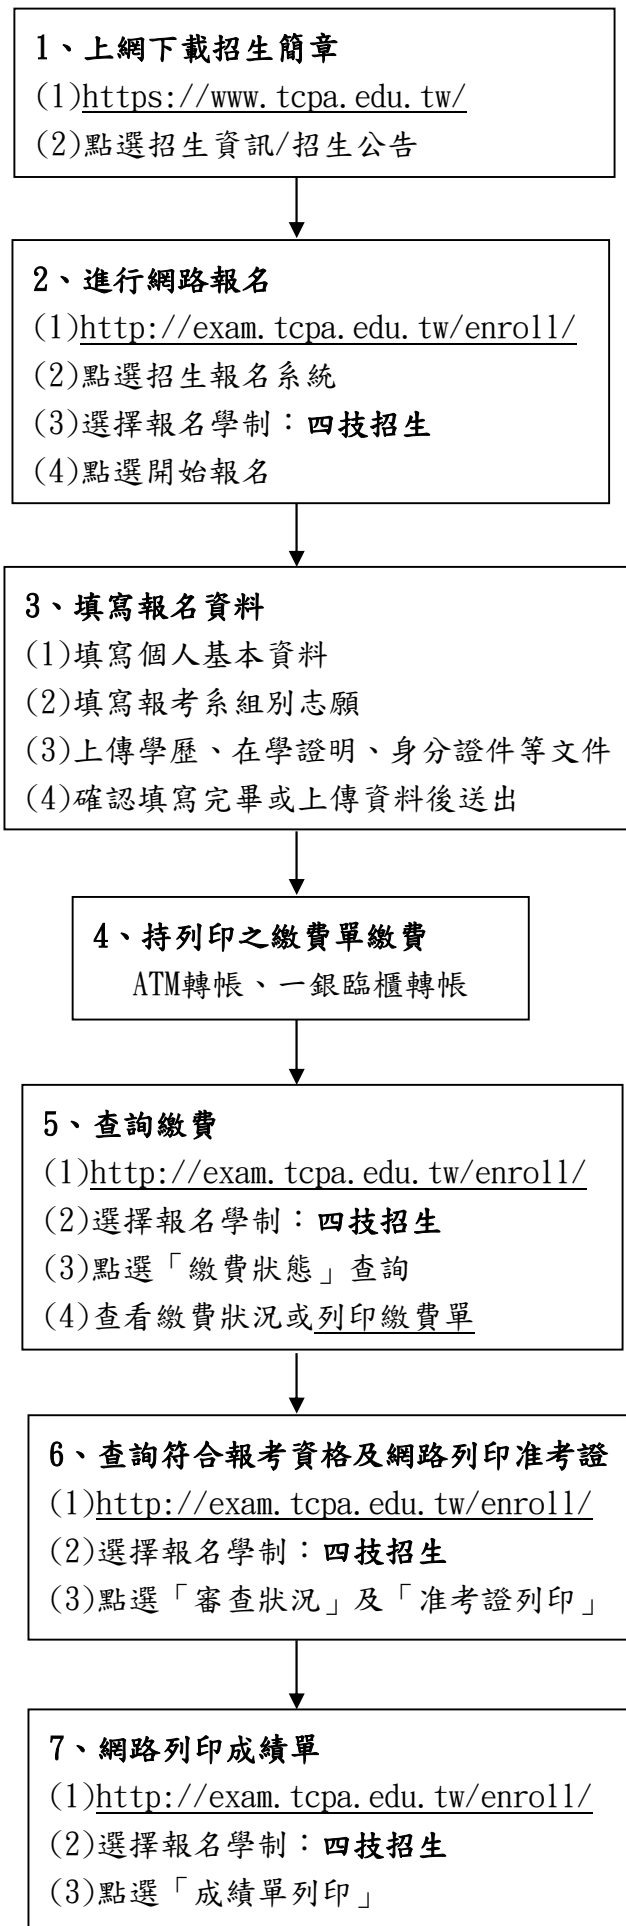 1、上網下載招生簡章
(1)https://www.tcpa.edu.tw/
(2)點選招生資訊/招生公告
2、進行網路報名
(1)http://exam.tcpa.edu.tw/enroll/
(2)點選招生報名系統
(3)選擇報名學制：四技招生
(4)點選開始報名
3、填寫報名資料
(1)填寫個人基本資料
(2)填寫報考系組別志願
(3)上傳學歷、在學證明、身分證件等文件
(4)確認填寫完畢或上傳資料後送出
4、持列印之繳費單繳費
ATM轉帳、一銀臨櫃轉帳
5、查詢繳費
(1)http://exam.tcpa.edu.tw/enroll/
(2)選擇報名學制：四技招生
(3)點選「繳費狀態」查詢
(4)查看繳費狀況或列印繳費單
6、查詢符合報考資格及網路列印准考證
(1)http://exam.tcpa.edu.tw/enroll/
(2)選擇報名學制：四技招生
(3)點選「審查狀況」及「准考證列印」
7、網路列印成績單
(1)http://exam.tcpa.edu.tw/enroll/
(2)選擇報名學制：四技招生
(3)點選「成績單列印」